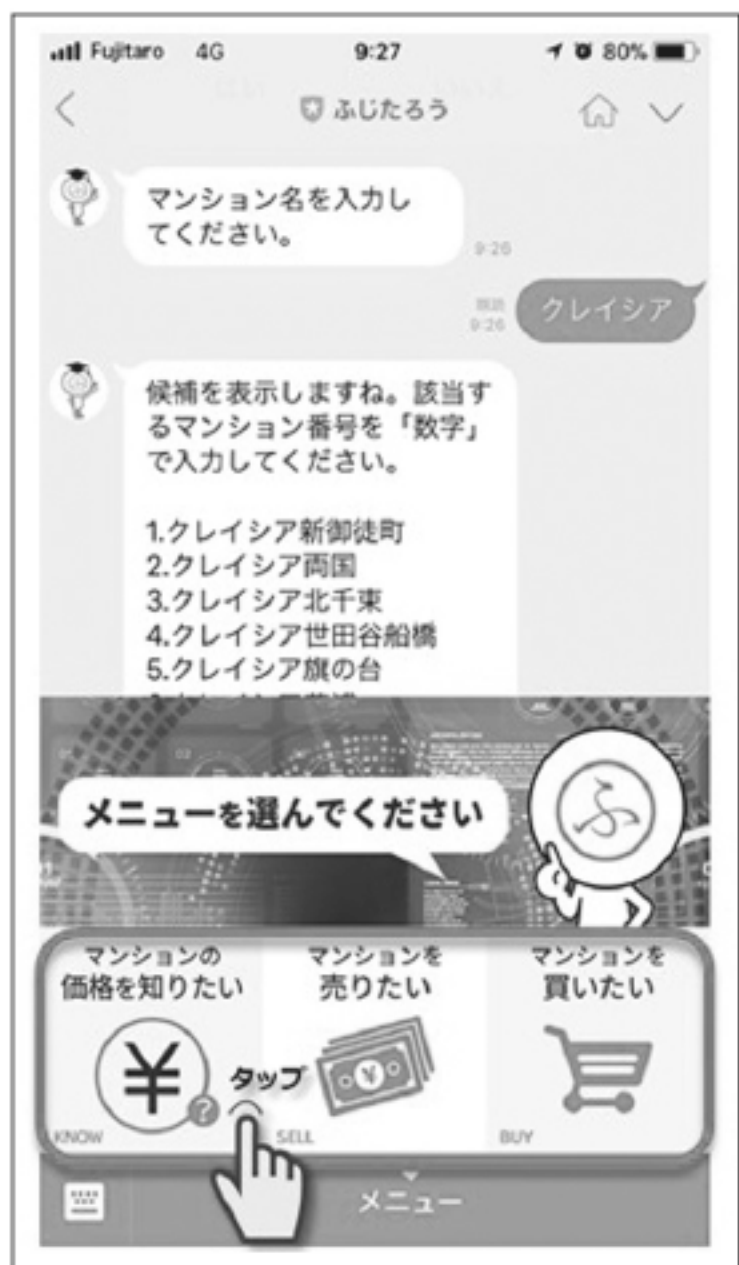 Fujitaro 4G 9:27 80%
ふじたろう
マンション名を入力し
てください。
9:26
既読
9:26
クレイシア
候補を表示しますね。該当す
るマンション番号を「数字」
で入力してください。
1.クレイシア新御徒町
2.クレイシア両国
3.クレイシア北千束
4.クレイシア世田谷船橋
5.クレイシア旗の台
メニューを選んでください
ふ
マンションの
価格を知りたい
¥
?
KNOW
タップ
マンションを
売りたい
¥
SELL
マンションを
買いたい
BUY
メニュー